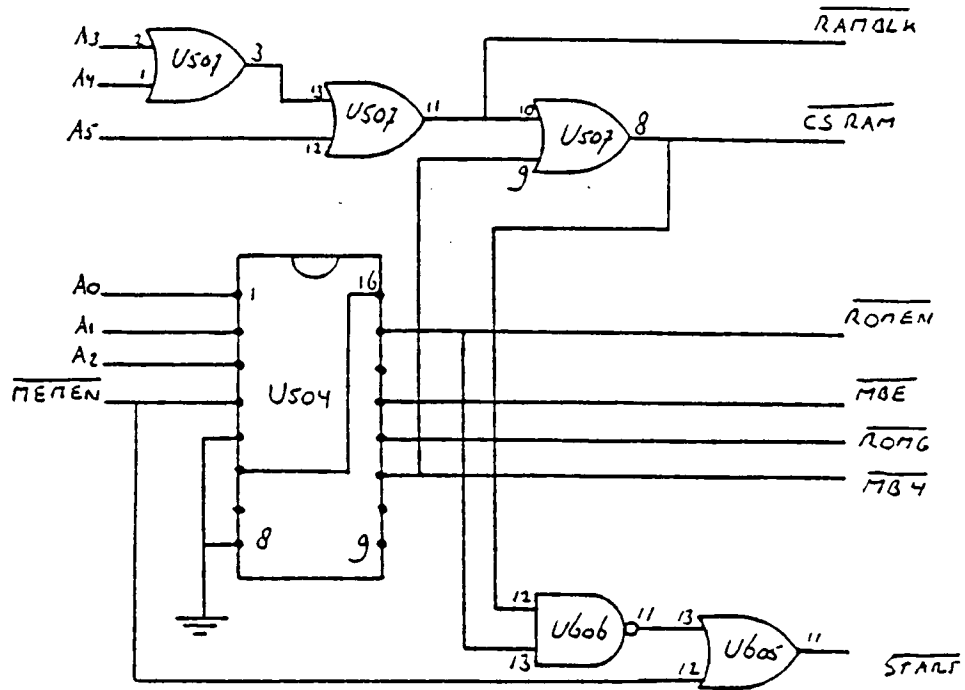 RAMBLK
A3 2 U507 3
A4 1
13 U507 11
A5 12
10 U507 8 CS RAM
9
A0 1 16
A1 ROMEN
A2
MEMEN U504 MBE
ROMG
MB4
8 9
12 U606 11 13 U605 11
13 12
START